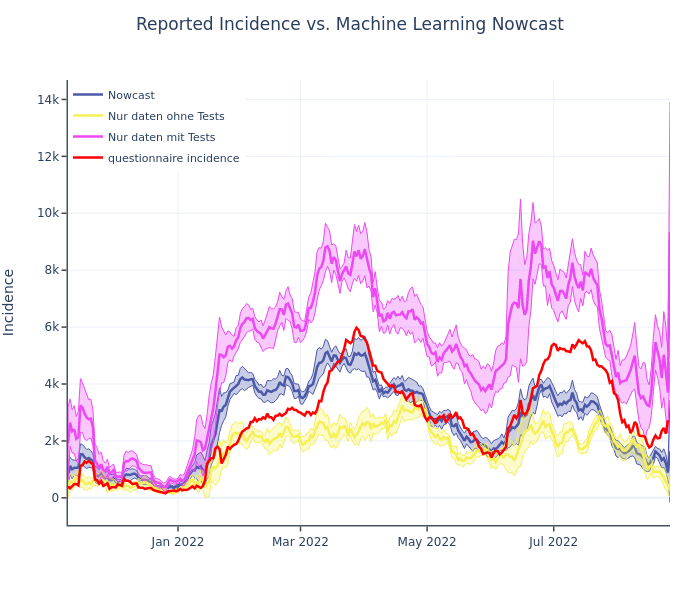 Reported Incidence vs. Machine Learning Nowcast
Incidence
14k
12k
10k
8k
6k
4k
2k
0
Nowcast
Nur daten ohne Tests
Nur daten mit Tests
questionnaire incidence
Jan 2022
Mar 2022
May 2022
Jul 2022